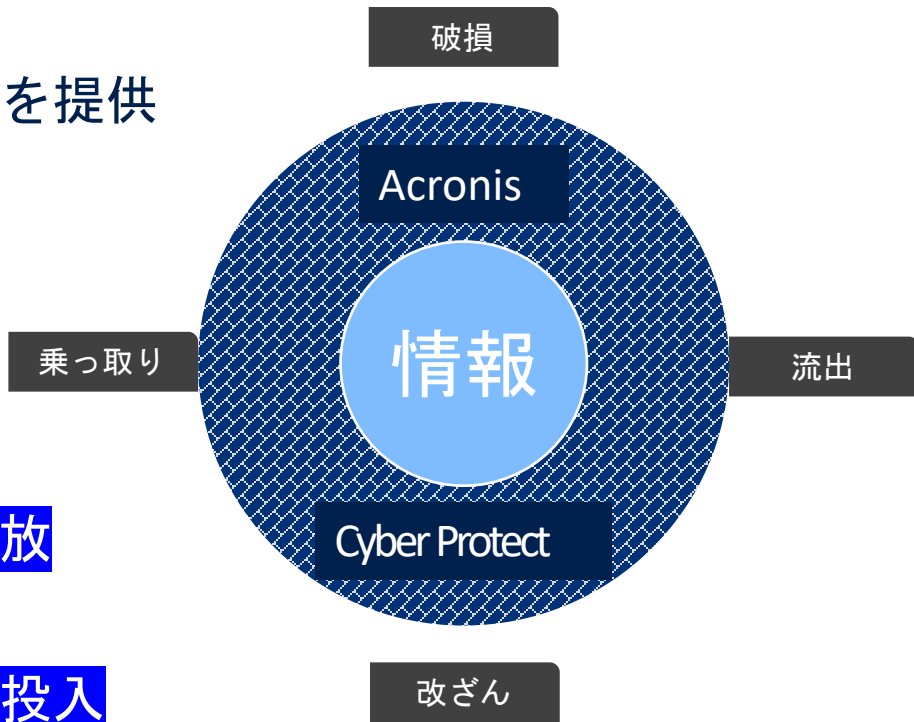 破損
を提供
Acronis
情報
乗っ取り
流出
放
Cyber Protect
投入
改ざん